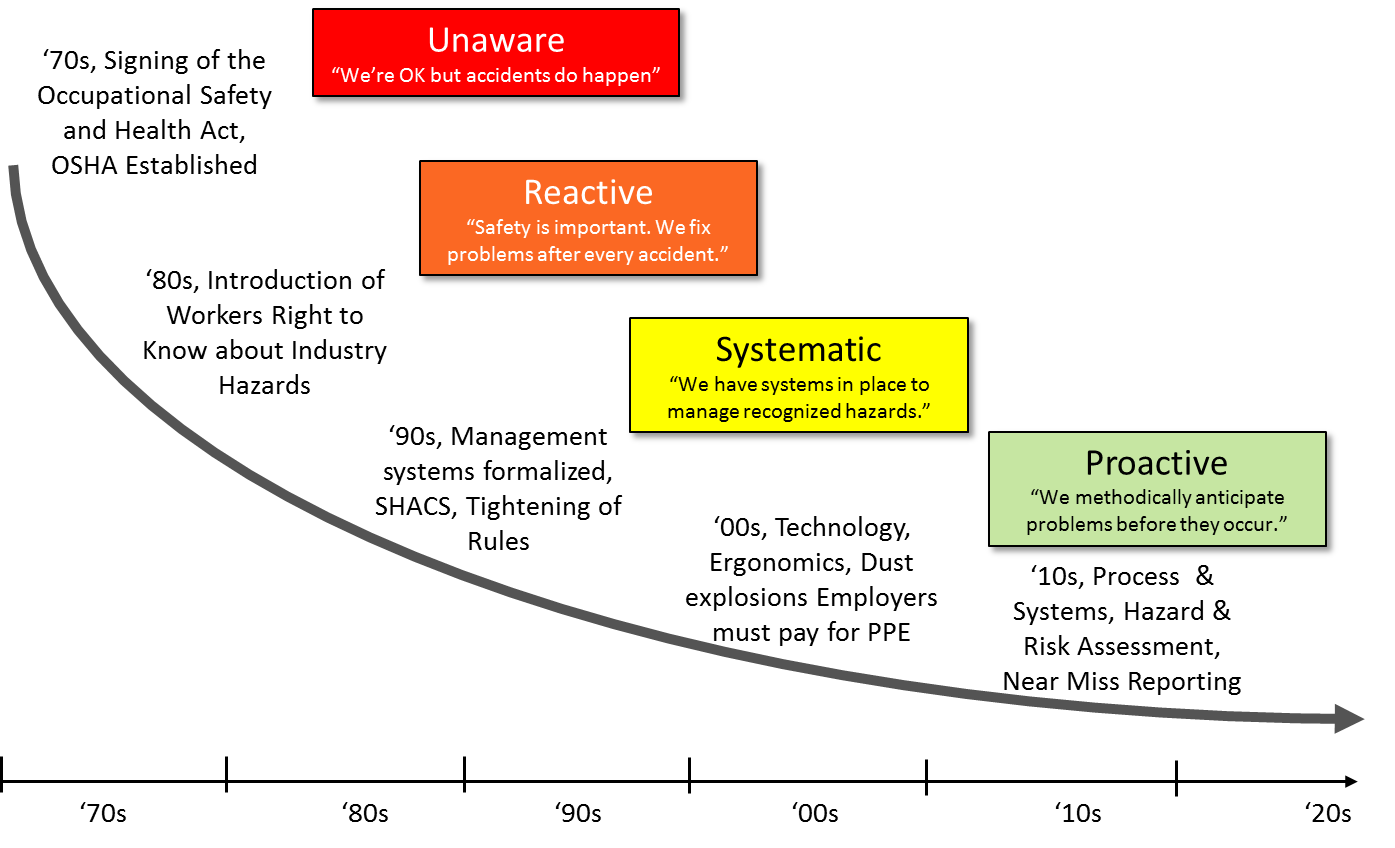 Unaware
“We’re OK but accidents do happen”
‘70s, Signing of the
Occupational Safety
and Health Act,
OSHA Established
Reactive
“Safety is important. We fix
problems after every accident.”
‘80s, Introduction of
Workers Right to
Know about Industry
Hazards
Systematic
“We have systems in place to
manage recognized hazards.”
‘90s, Management
systems formalized,
SHACS, Tightening of
Rules
Proactive
“We methodically anticipate
problems before they occur.”
‘00s, Technology,
Ergonomics, Dust
explosions Employers
must pay for PPE
‘10s, Process &
Systems, Hazard &
Risk Assessment,
Near Miss Reporting
‘70s ‘80s ‘90s ‘00s ‘10s ‘20s